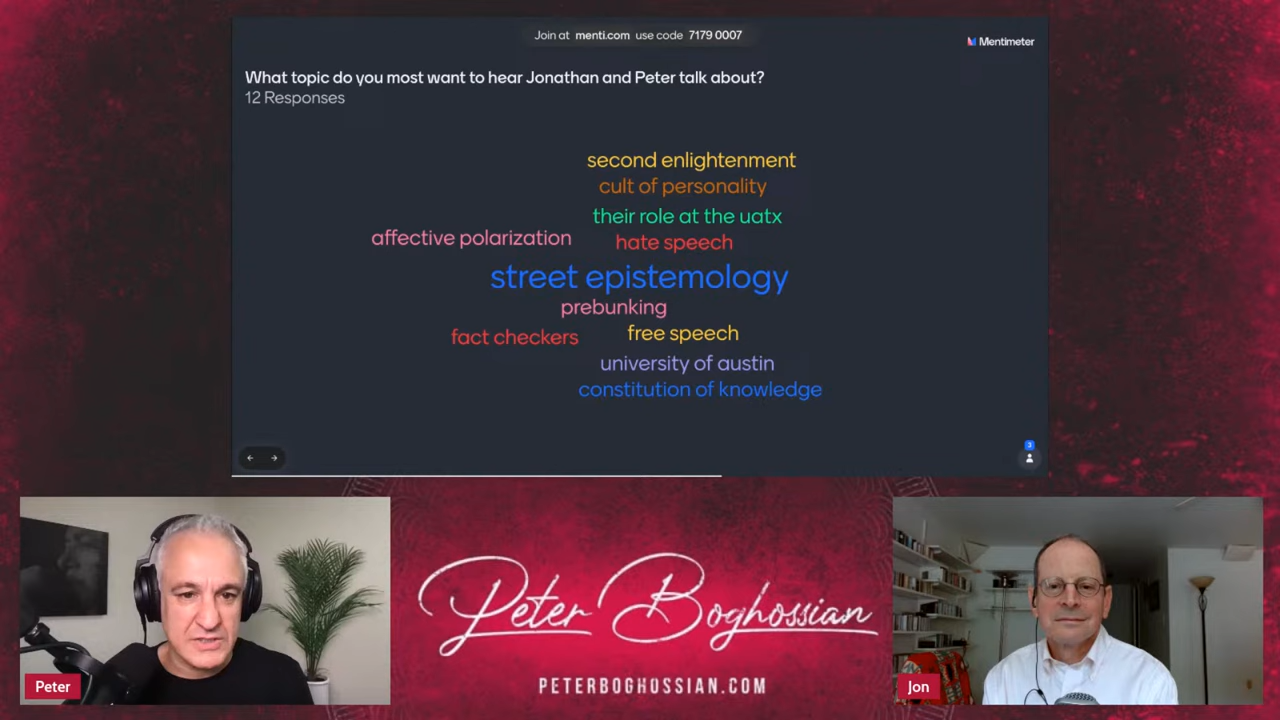 Join at menti.com use code 7179 0007
Mentimeter
What topic do you most want to hear Jonathan and Peter talk about?
12 Responses
second enlightenment
cult of personality
their role at the uatx
affective polarization
hate speech
street epistemology
prebunking
fact checkers
free speech
university of austin
constitution of knowledge
3
Peter Boghossian
PETERBOGHOSSIAN.COM
Peter
Jon